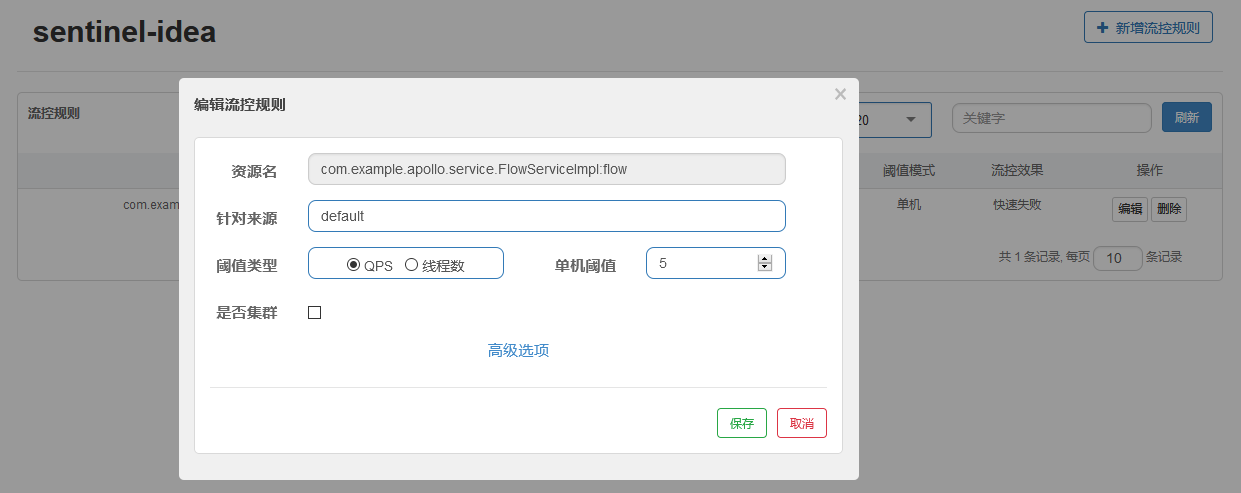 sentinel-idea
+ 新增流控规则
流控规则
20
关键字
刷新
阈值模式 流控效果 操作
com.exam
单机 快速失败 编辑 删除
共 1 条记录, 每页 10 条记录
编辑流控规则 ×
资源名 com.example.apollo.service.FlowServiceImpl:flow
针对来源 default
阈值类型 QPS 线程数 单机阈值 5
是否集群
高级选项
保存 取消